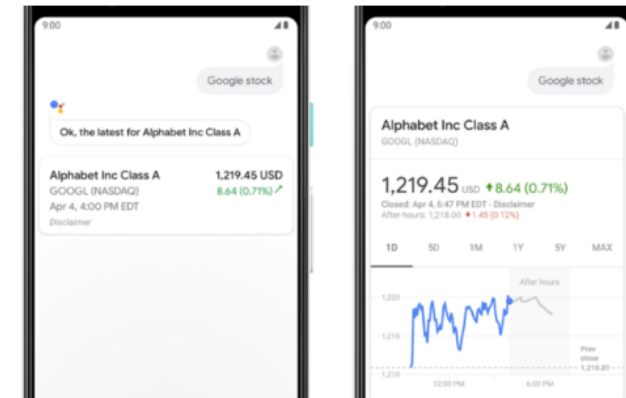 9:00
Google stock
Ok, the latest for Alphabet Inc Class A
Alphabet Inc Class A
1,219.45 USD
GOOGL (NASDAQ)
8.64 (0.71%)
Apr 4, 4:00 PM EDT
Disclaimer
9:00
Google stock
Alphabet Inc Class A
GOOGL (NASDAQ)
1,219.45 USD 8.64 (0.71%)
Closed: Apr 4, 6:47 PM EDT - Disclaimer
After-hours: 1,218.00 1.45 (0.12%)
1D 5D 1M 1Y 5Y MAX
After hours
1,220
1,215
Prev
close
1,210
1,210.81
12:00 PM 6:00 PM